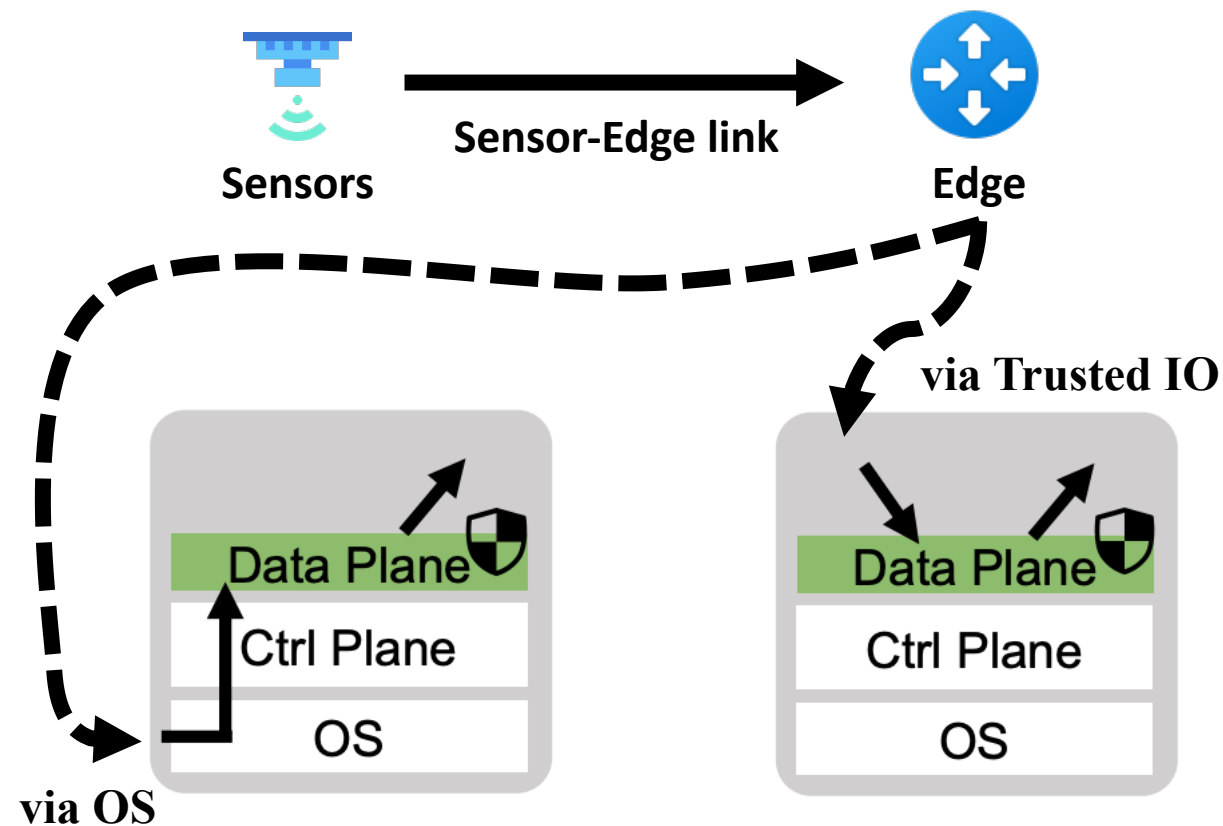 Sensor-Edge link
Sensors
Edge
via Trusted IO
Data Plane
Ctrl Plane
OS
Data Plane
Ctrl Plane
OS
via OS